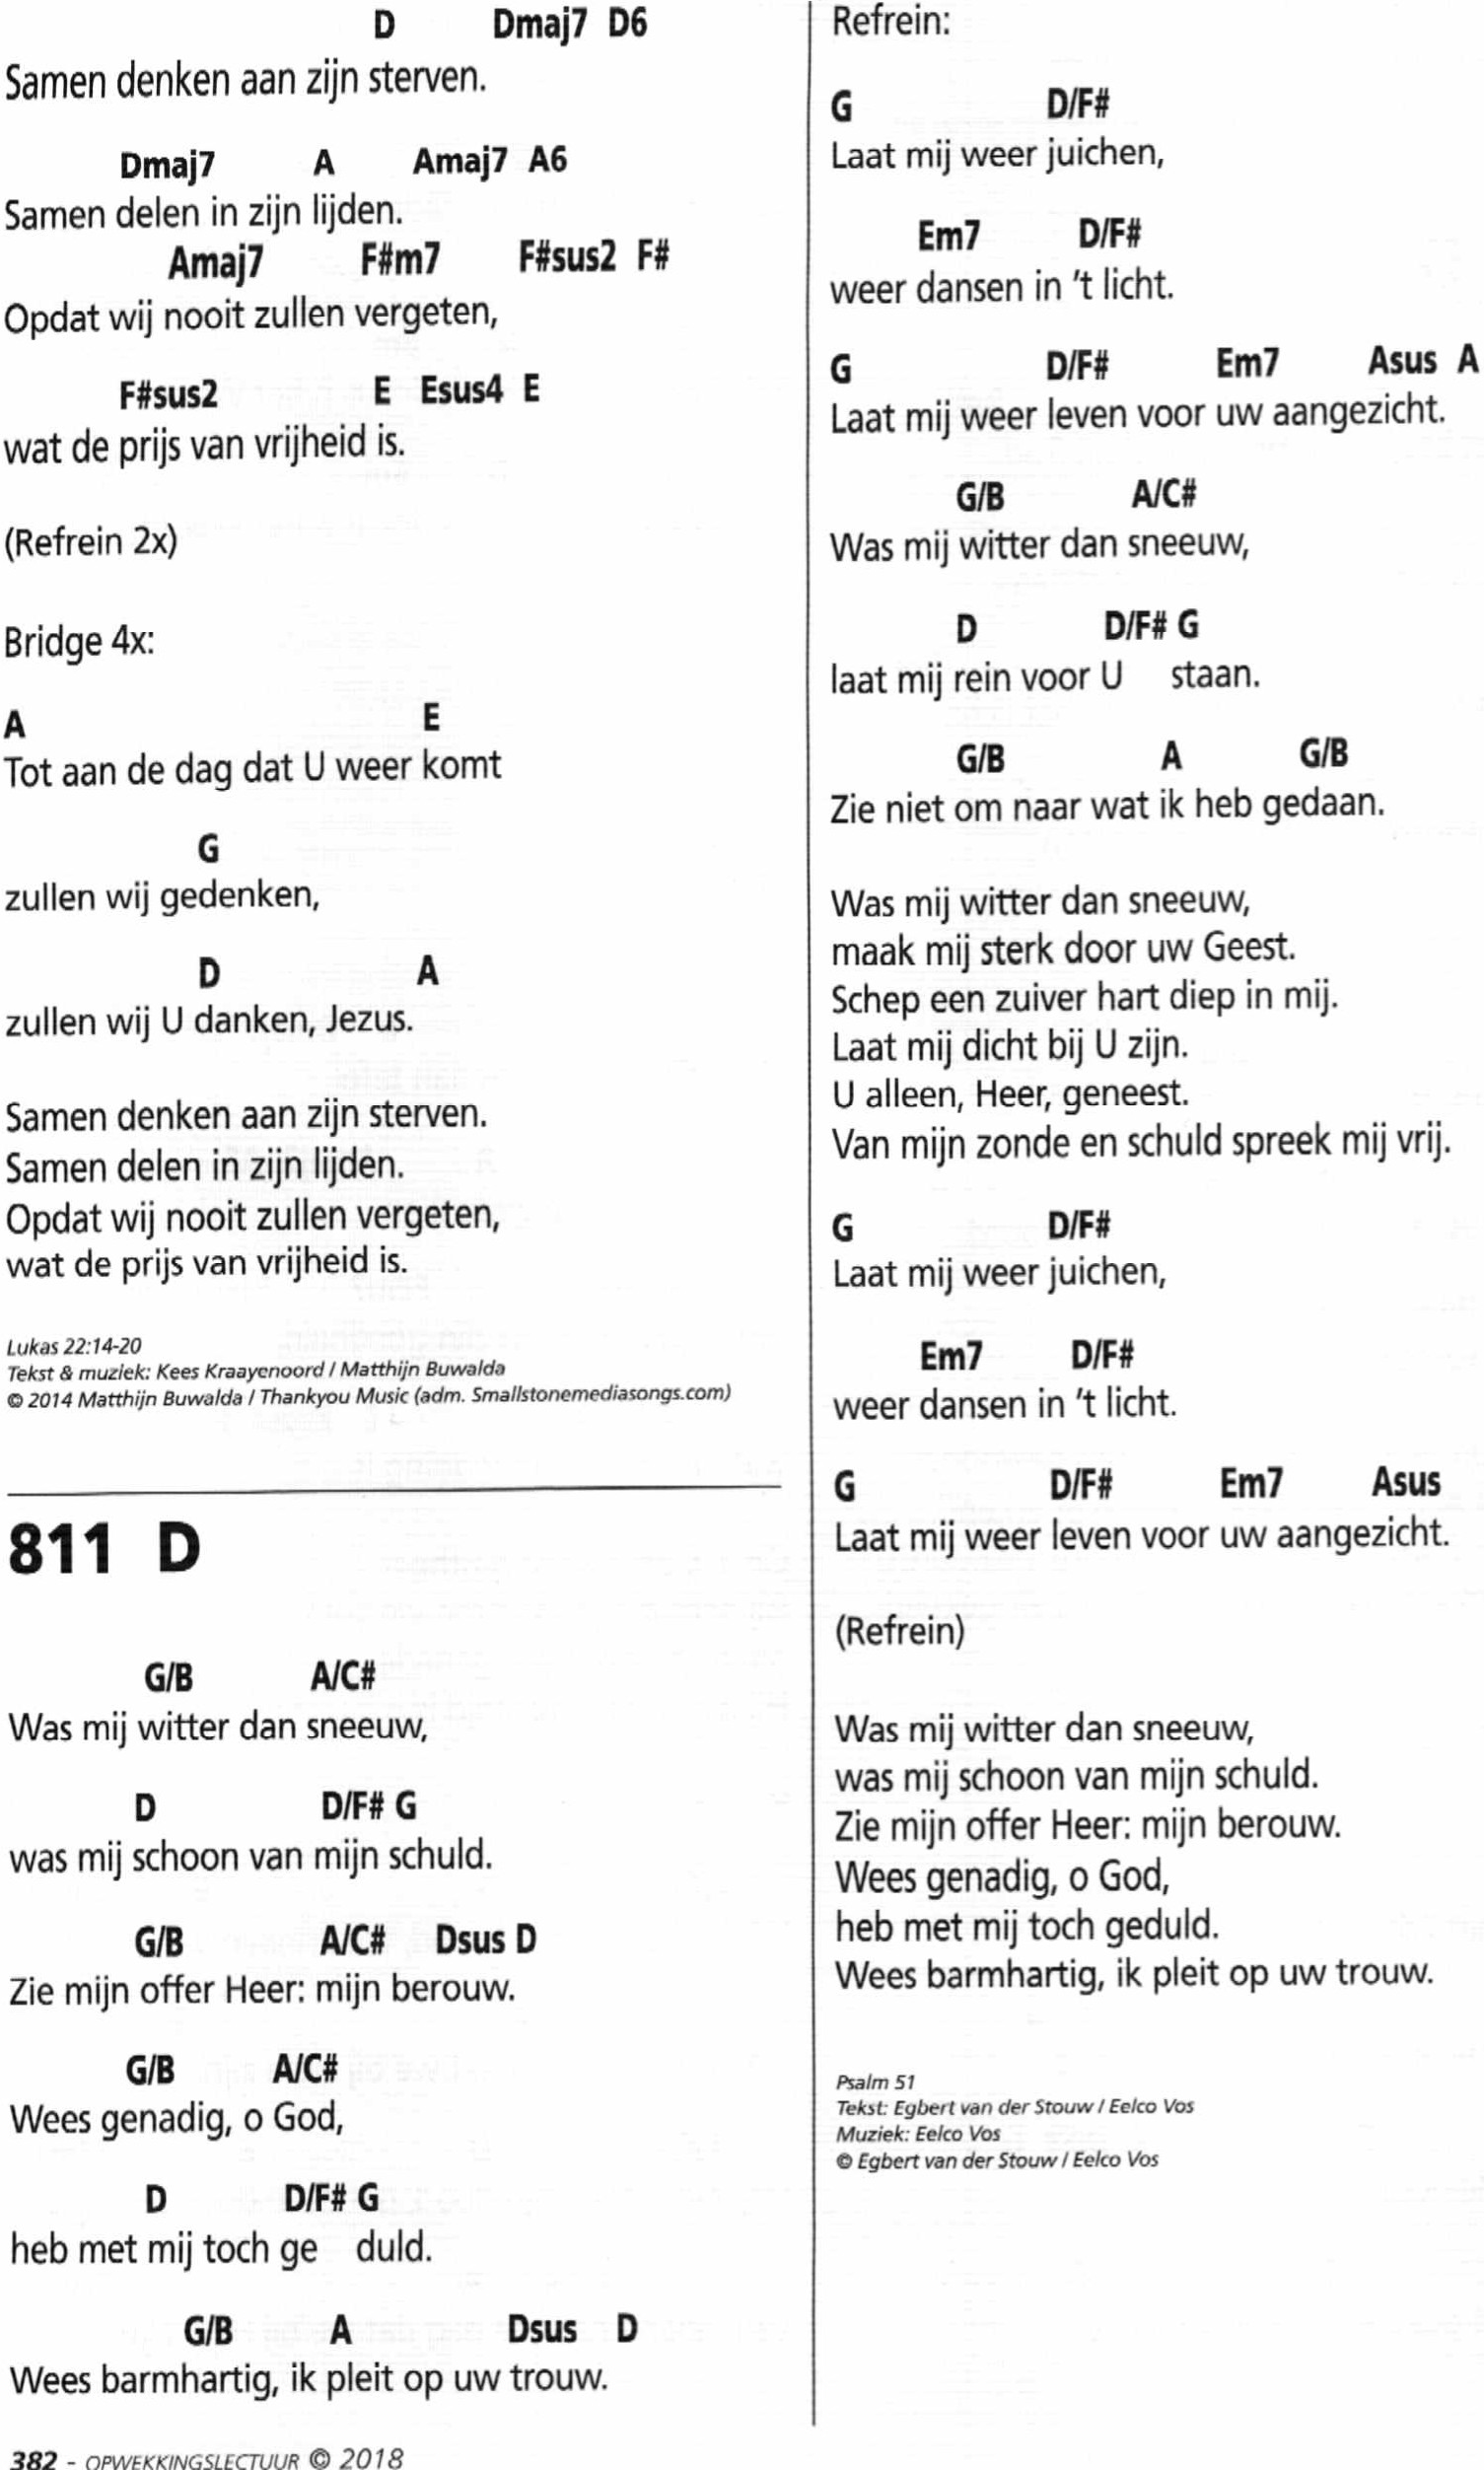 D Dmaj7 D6
Samen denken aan zijn sterven.
Dmaj7 A Amaj7 A6
Samen delen in zijn lijden.
Amaj7 F#m7 F#sus2 F#
Opdat wij nooit zullen vergeten,
F#sus2 E Esus4 E
wat de prijs van vrijheid is.
(Refrein 2x)
Bridge 4x:
A E
Tot aan de dag dat U weer komt
G
zullen wij gedenken,
D A
zullen wij U danken, Jezus.
Samen denken aan zijn sterven.
Samen delen in zijn lijden.
Opdat wij nooit zullen vergeten,
wat de prijs van vrijheid is.
Lukas 22:14-20
Tekst & muziek: Kees Kraayenoord / Matthijn Buwalda
© 2014 Matthijn Buwalda / Thankyou Music (adm. Smallstonemediasongs.com)
811 D
G/B A/C#
Was mij witter dan sneeuw,
D D/F# G
was mij schoon van mijn schuld.
G/B A/C# Dsus D
Zie mijn offer Heer: mijn berouw.
G/B A/C#
Wees genadig, o God,
D D/F# G
heb met mij toch ge duld.
G/B A Dsus D
Wees barmhartig, ik pleit op uw trouw.
382 - OPWEKKINGSLECTUUR © 2018
Refrein:
G D/F#
Laat mij weer juichen,
Em7 D/F#
weer dansen in 't licht.
G D/F# Em7 Asus A
Laat mij weer leven voor uw aangezicht.
G/B A/C#
Was mij witter dan sneeuw,
D D/F# G
laat mij rein voor U staan.
G/B A G/B
Zie niet om naar wat ik heb gedaan.
Was mij witter dan sneeuw,
maak mij sterk door uw Geest.
Schep een zuiver hart diep in mij.
Laat mij dicht bij U zijn.
U alleen, Heer, geneest.
Van mijn zonde en schuld spreek mij vrij.
G D/F#
Laat mij weer juichen,
Em7 D/F#
weer dansen in 't licht.
G D/F# Em7 Asus
Laat mij weer leven voor uw aangezicht.
(Refrein)
Was mij witter dan sneeuw,
was mij schoon van mijn schuld.
Zie mijn offer Heer: mijn berouw.
Wees genadig, o God,
heb met mij toch geduld.
Wees barmhartig, ik pleit op uw trouw.
Psalm 51
Tekst: Egbert van der Stouw / Eelco Vos
Muziek: Eelco Vos
© Egbert van der Stouw / Eelco Vos